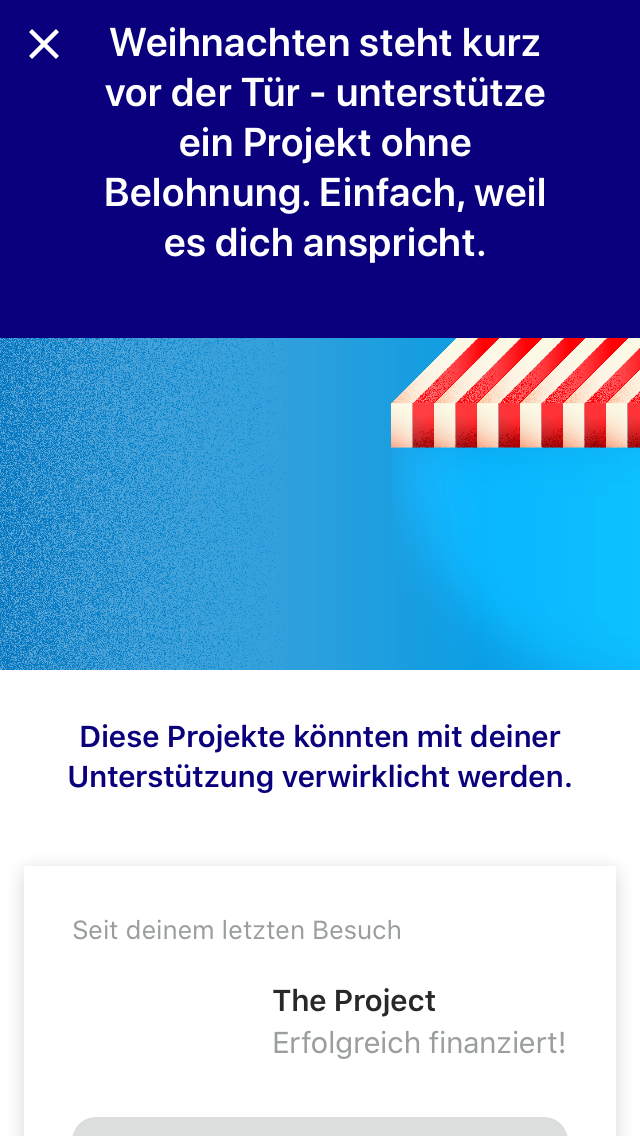 Weihnachten steht kurz
vor der Tür - unterstütze
ein Projekt ohne
Belohnung. Einfach, weil
es dich anspricht.
Diese Projekte könnten mit deiner
Unterstützung verwirklicht werden.
Seit deinem letzten Besuch
The Project
Erfolgreich finanziert!